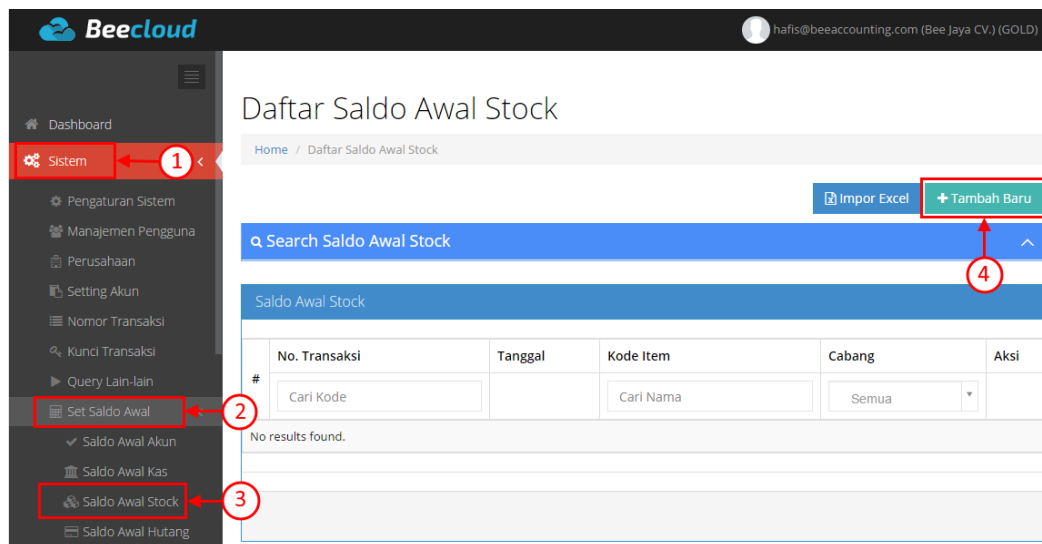 Beecloud
hafis@beeaccounting.com (Bee Jaya CV.) (GOLD)
Dashboard
Sistem
1
Pengaturan Sistem
Manajemen Pengguna
Perusahaan
Setting Akun
Nomor Transaksi
Kunci Transaksi
Query Lain-lain
Set Saldo Awal
2
Saldo Awal Akun
Saldo Awal Kas
Saldo Awal Stock
3
Saldo Awal Hutang
Daftar Saldo Awal Stock
Home / Daftar Saldo Awal Stock
Impor Excel
+ Tambah Baru
4
Search Saldo Awal Stock
Saldo Awal Stock
# No. Transaksi Tanggal Kode Item Cabang Aksi
Cari Kode Cari Nama Semua
No results found.